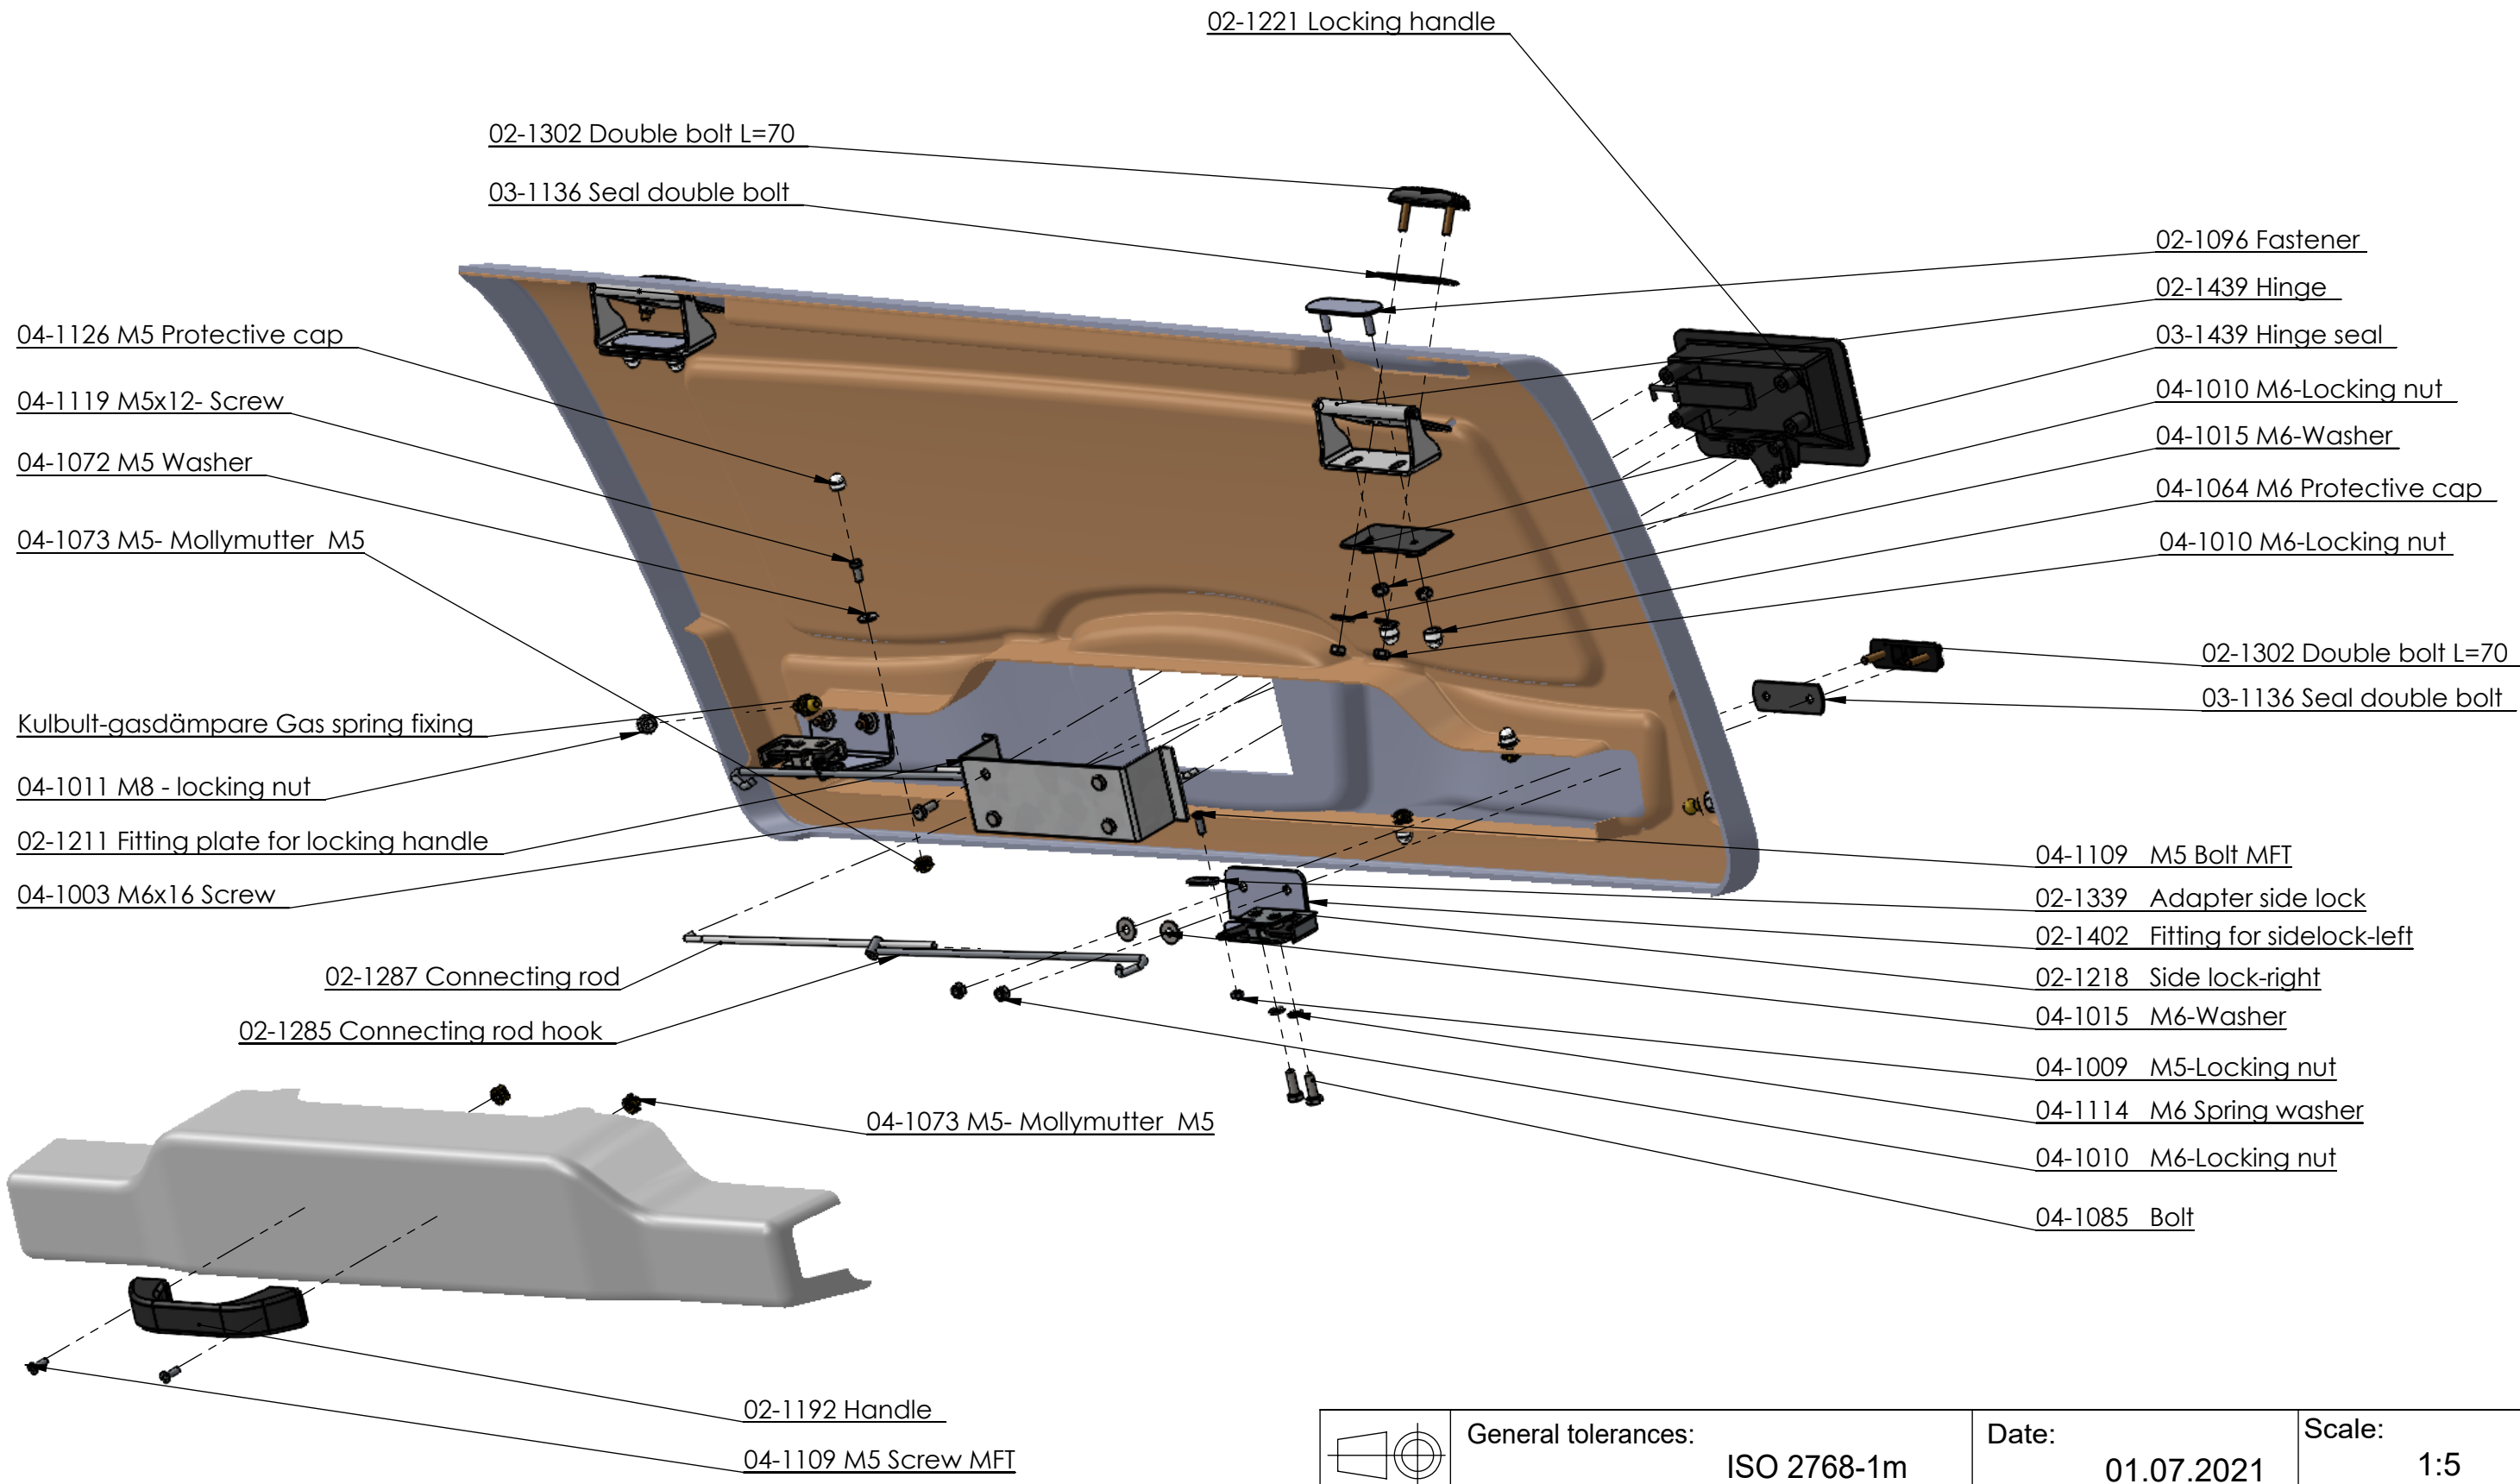 02-1221 Locking handle
02-1302 Double bolt L=70
03-1136 Seal double bolt
02-1096 Fastener
02-1439 Hinge
03-1439 Hinge seal
04-1010 M6-Locking nut
04-1015 M6-Washer
04-1064 M6 Protective cap
04-1010 M6-Locking nut
04-1126 M5 Protective cap
04-1119 M5x12- Screw
04-1072 M5 Washer
04-1073 M5- Mollymutter M5
02-1302 Double bolt L=70
03-1136 Seal double bolt
Kulbult-gasdämpare Gas spring fixing
04-1011 M8 - locking nut
02-1211 Fitting plate for locking handle
04-1003 M6x16 Screw
04-1109 M5 Bolt MFT
02-1339 Adapter side lock
02-1402 Fitting for sidelock-left
02-1218 Side lock-right
04-1015 M6-Washer
04-1009 M5-Locking nut
04-1114 M6 Spring washer
04-1010 M6-Locking nut
04-1085 Bolt
02-1287 Connecting rod
02-1285 Connecting rod hook
04-1073 M5- Mollymutter M5
02-1192 Handle
04-1109 M5 Screw MFT
General tolerances:
ISO 2768-1m
Date:
01.07.2021
Scale:
1:5